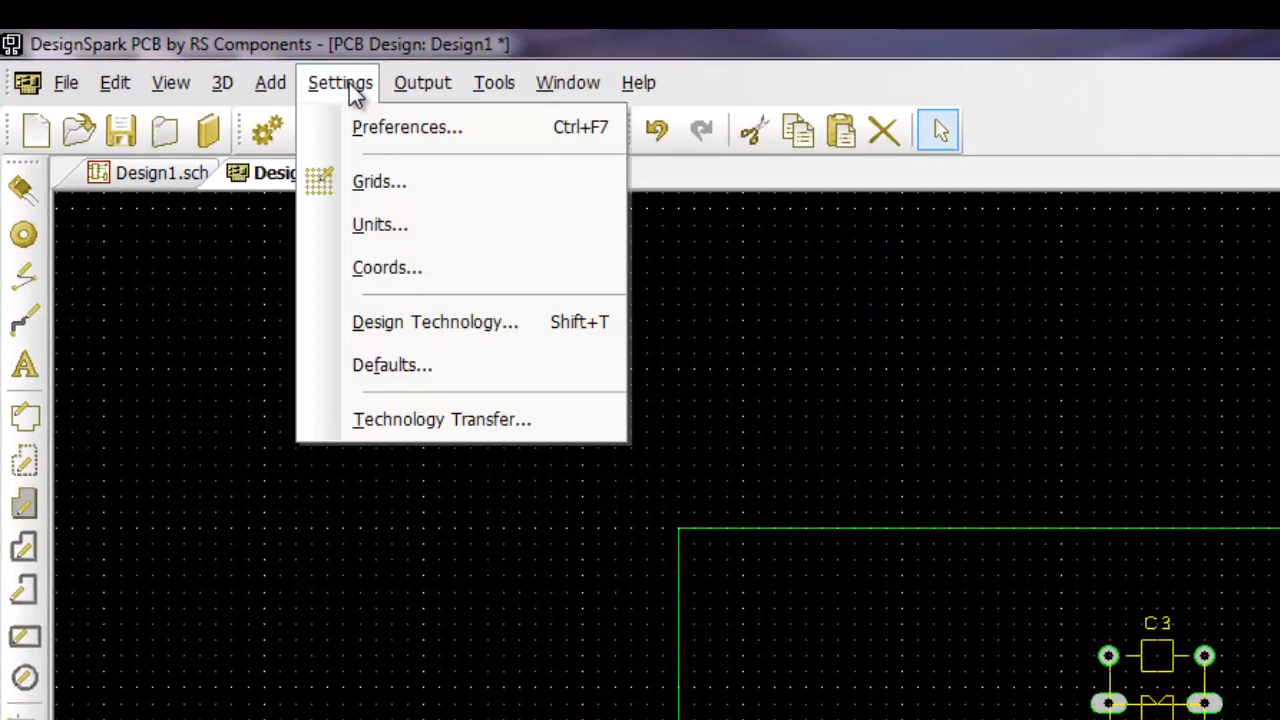 DesignSpark PCB by RS Components - [PCB Design: Design1 *]
File Edit View 3D Add Settings Output Tools Window Help
Preferences... Ctrl+F7
Design1.sch
Grids...
Units...
Coords...
Design Technology... Shift+T
Defaults...
Technology Transfer...
C3